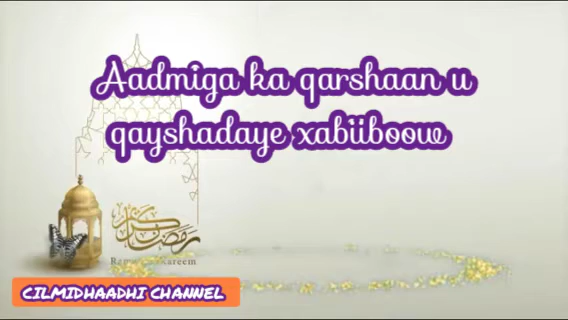 Aadmiga ka qarshaan u
qayshadaye xabiiboow
رمضان كريم
Ramadan Kareem
CILMIDHAADHI CHANNEL